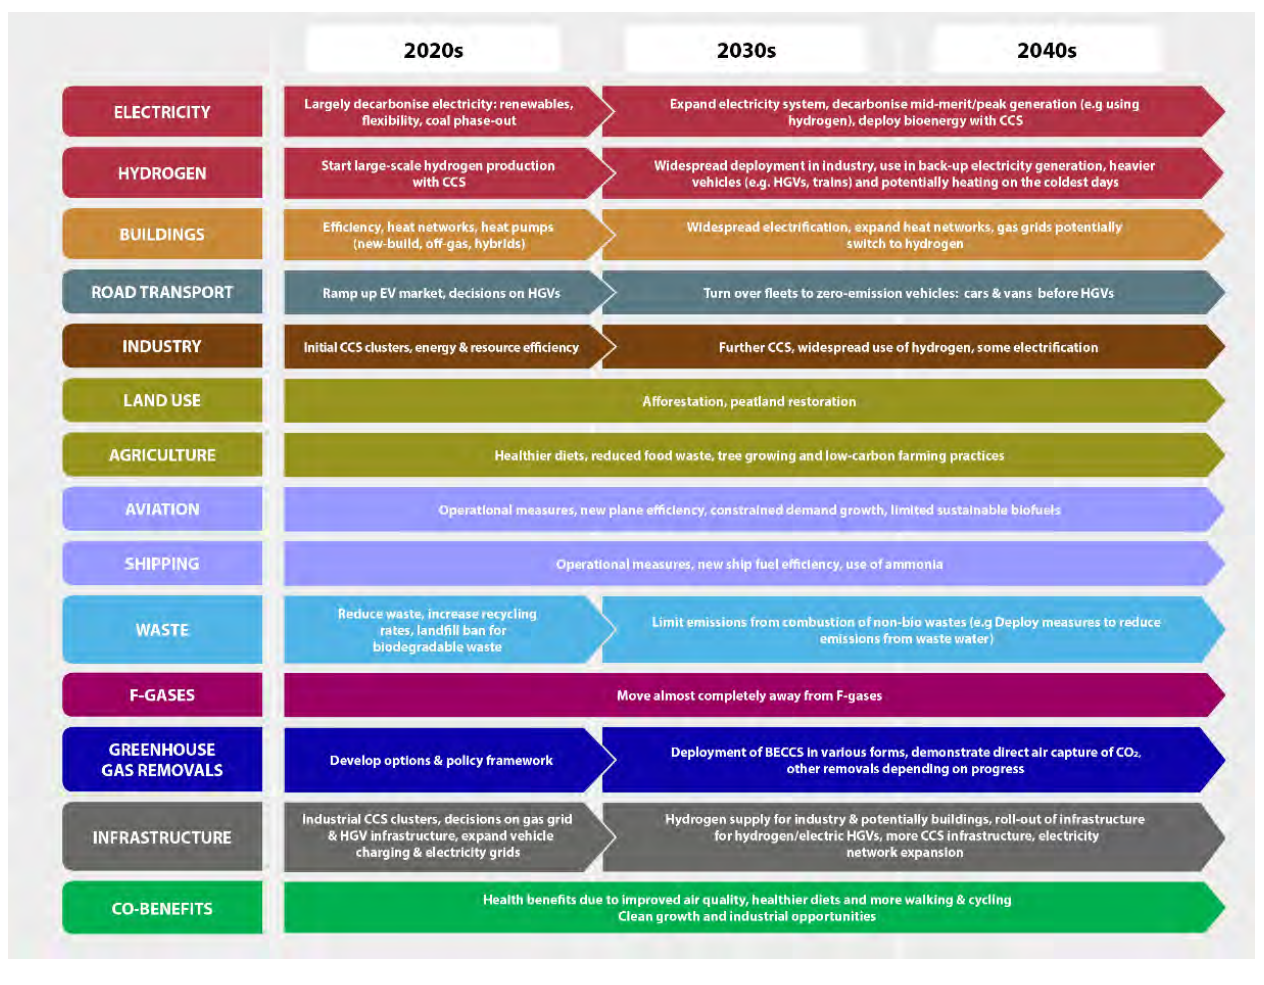 2020s
2030s
2040s
ELECTRICITY
Largely decarbonise electricity: renewables,
flexibility, coal phase-out
Expand electricity system, decarbonise mid-merit/peak generation (e.g using
hydrogen), deploy bioenergy with CCS
HYDROGEN
Start large-scale hydrogen production
with CCS
Widespread deployment in industry, use in back-up electricity generation, heavier
vehicles (e.g. HGVs, trains) and potentially heating on the coldest days
BUILDINGS
Efficiency, heat networks, heat pumps
(new-build, off-gas, hybrids)
Widespread electrification, expand heat networks, gas grids potentially
switch to hydrogen
ROAD TRANSPORT
Ramp up EV market, decisions on HGVs
Turn over fleets to zero-emission vehicles: cars & vans before HGVs
INDUSTRY
Initial CCS clusters, energy & resource efficiency
Further CCS, widespread use of hydrogen, some electrification
LAND USE
Afforestation, peatland restoration
AGRICULTURE
Healthier diets, reduced food waste, tree growing and low-carbon farming practices
AVIATION
Operational measures, new plane efficiency, constrained demand growth, limited sustainable biofuels
SHIPPING
Operational measures, new ship fuel efficiency, use of ammonia
WASTE
Reduce waste, increase recycling
rates, landfill ban for
biodegradable waste
Limit emissions from combustion of non-bio wastes (e.g Deploy measures to reduce
emissions from waste water)
F-GASES
Move almost completely away from F-gases
GREENHOUSE
GAS REMOVALS
Develop options & policy framework
Deployment of BECCS in various forms, demonstrate direct air capture of CO₂,
other removals depending on progress
INFRASTRUCTURE
Industrial CCS clusters, decisions on gas grid
& HGV infrastructure, expand vehicle
charging & electricity grids
Hydrogen supply for industry & potentially buildings, roll-out of infrastructure
for hydrogen/electric HGVs, more CCS infrastructure, electricity
network expansion
CO-BENEFITS
Health benefits due to improved air quality, healthier diets and more walking & cycling
Clean growth and industrial opportunities